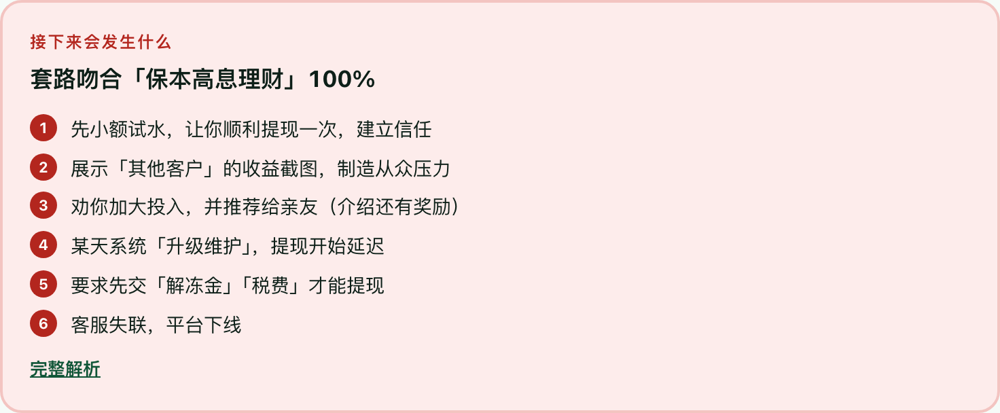 接下来会发生什么
套路吻合「保本高息理财」100%
1 先小额试水，让你顺利提现一次，建立信任
2 展示「其他客户」的收益截图，制造从众压力
3 劝你加大投入，并推荐给亲友（介绍还有奖励）
4 某天系统「升级维护」，提现开始延迟
5 要求先交「解冻金」「税费」才能提现
6 客服失联，平台下线
完整解析